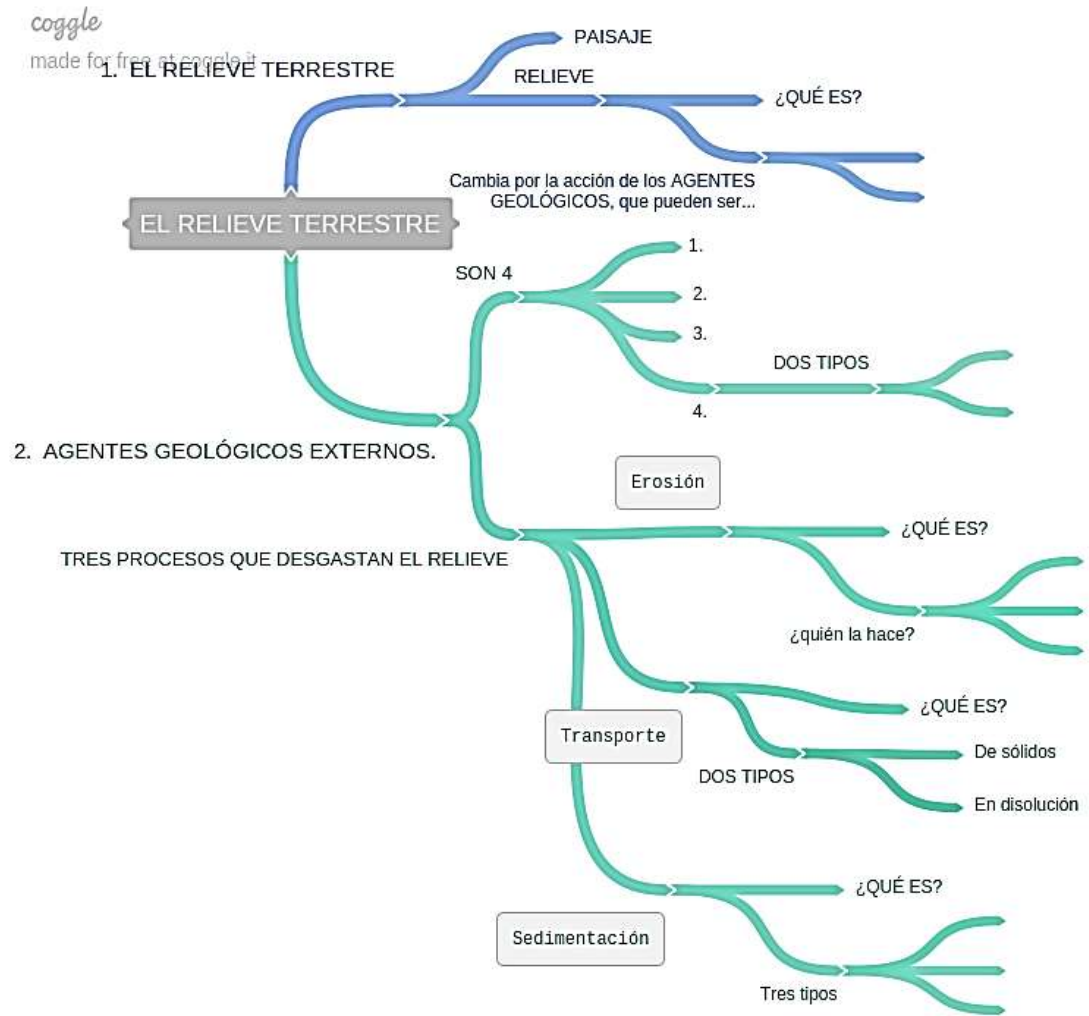 coggle
made for free at coggle.it
1. EL RELIEVE TERRESTRE
PAISAJE
RELIEVE
¿QUÉ ES?
Cambia por la acción de los AGENTES
GEOLÓGICOS, que pueden ser...
EL RELIEVE TERRESTRE
SON 4
1.
2.
3.
DOS TIPOS
4.
2. AGENTES GEOLÓGICOS EXTERNOS.
Erosión
¿QUÉ ES?
TRES PROCESOS QUE DESGASTAN EL RELIEVE
¿quién la hace?
¿QUÉ ES?
Transporte
De sólidos
DOS TIPOS
En disolución
¿QUÉ ES?
Sedimentación
Tres tipos